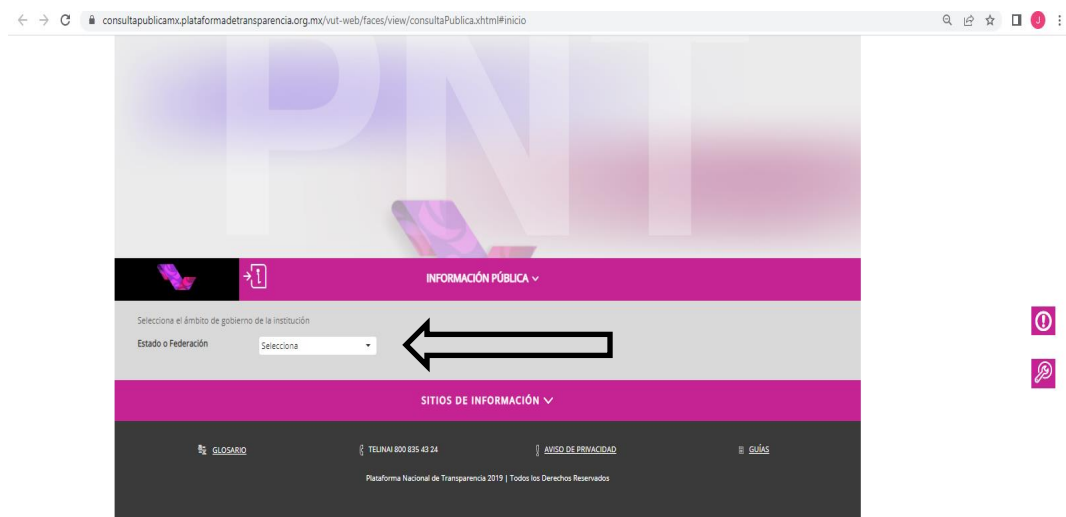 consultapublicamx.plataformadetransparencia.org.mx/vut-web/faces/view/consultaPublica.xhtml#inicio
J
PNT
INFORMACIÓN PÚBLICA
Selecciona el ámbito de gobierno de la institución
Estado o Federación Selecciona
SITIOS DE INFORMACIÓN
GLOSARIO TELINAI 800 835 43 24 AVISO DE PRIVACIDAD GUÍAS
Plataforma Nacional de Transparencia 2019 | Todos los Derechos Reservados